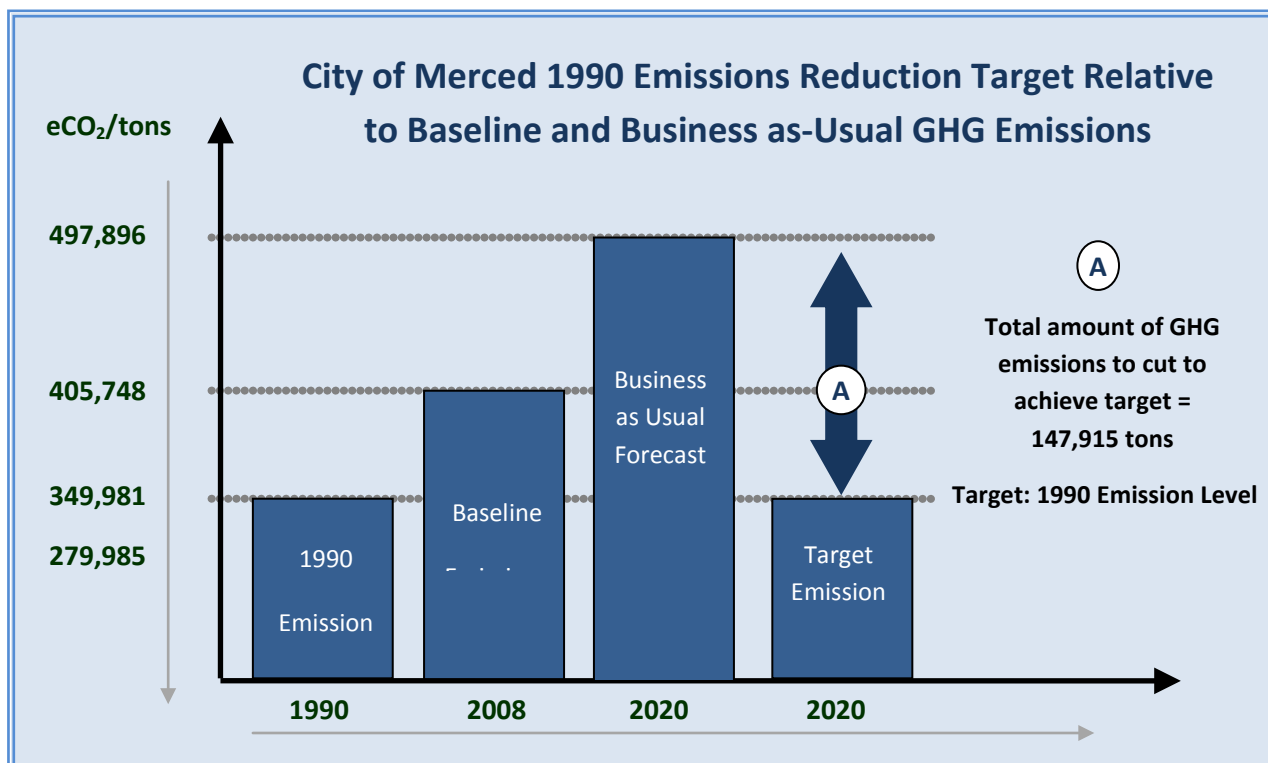 City of Merced 1990 Emissions Reduction Target Relative
to Baseline and Business as-Usual GHG Emissions
eCO₂/tons
497,896
405,748
349,981
279,985
1990
Emission
Baseline
Business
as Usual
Forecast
A
Target
Emission
A
Total amount of GHG
emissions to cut to
achieve target =
147,915 tons
Target: 1990 Emission Level
1990
2008
2020
2020